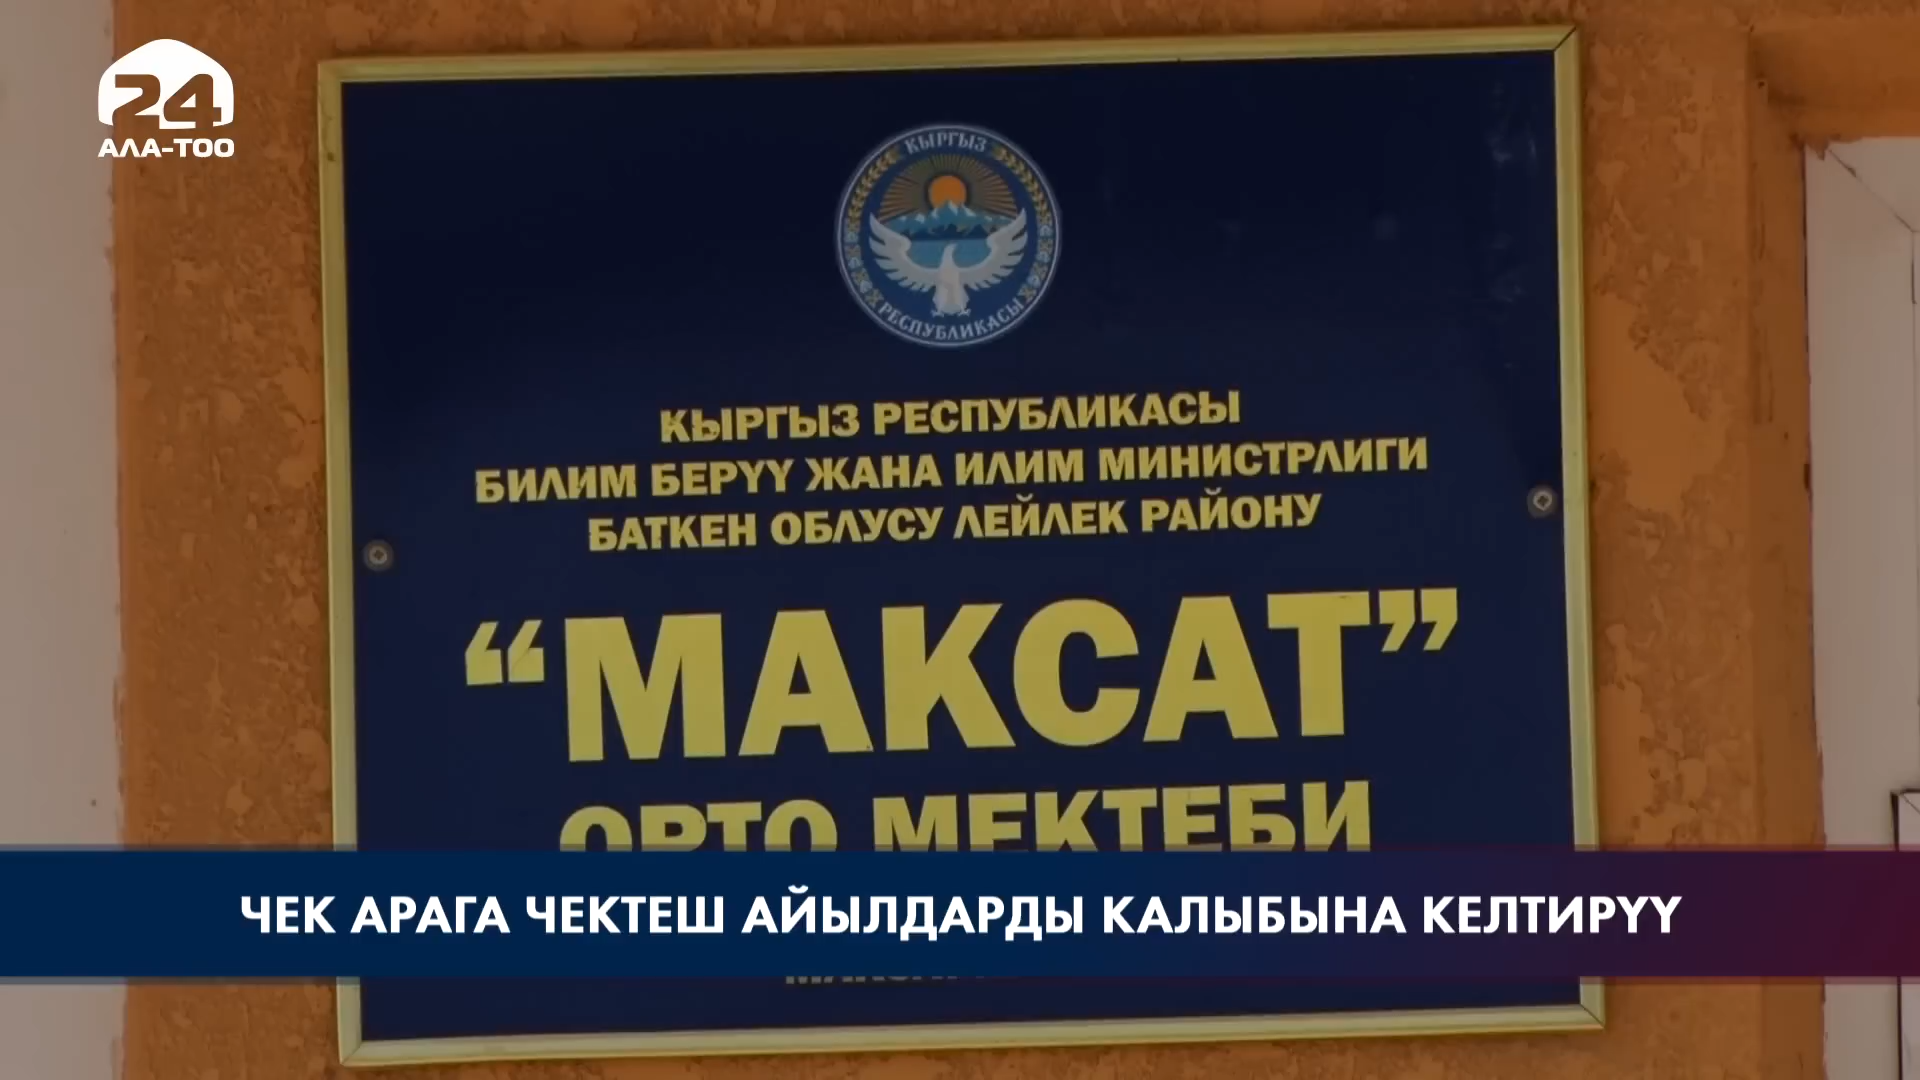 24
АЛА-ТОО
КЫРГЫЗ
РЕСПУБЛИКАСЫ
КЫРГЫЗ РЕСПУБЛИКАСЫ
БИЛИМ БЕРҮҮ ЖАНА ИЛИМ МИНИСТРЛИГИ
БАТКЕН ОБЛУСУ ЛЕЙЛЕК РАЙОНУ
“МАКСАТ”
ОРТО МЕКТЕБИ
ЧЕК АРАГА ЧЕКТЕШ АЙЫЛДАРДЫ КАЛЫБЫНА КЕЛТИРҮҮ